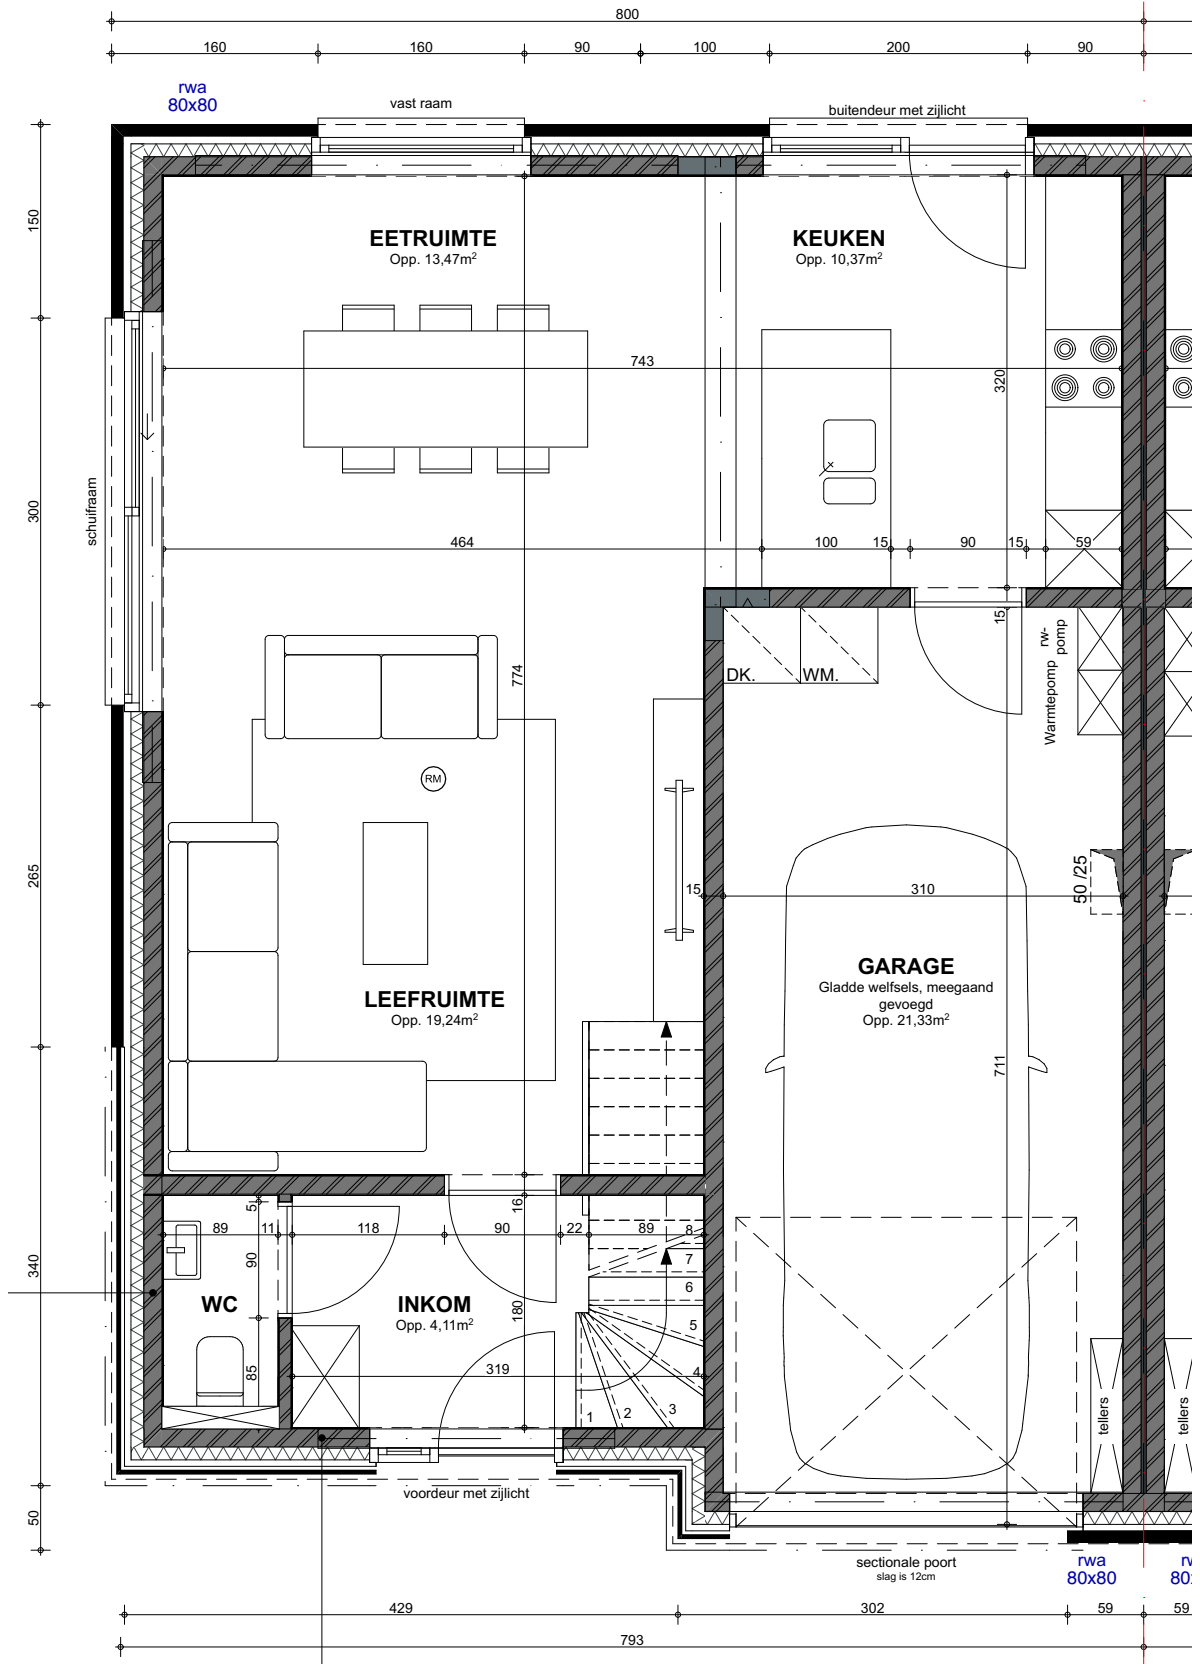 800
160 160 90 100 200 90
rwa
80x80
vast raam
buitendeur met zijlicht
150
EETRUIMTE
Opp. 13,47m²
KEUKEN
Opp. 10,37m²
743
320
schuifraam
300
464 100 15 90 15 59
15
774
DK. WM.
Warmtepomp
rw-
pomp
RM
265
15 310
50 /25
GARAGE
Gladde welfsels, meegaand
gevoegd
Opp. 21,33m²
LEEFRUIMTE
Opp. 19,24m²
711
5
16
89 11 118 90 22 89 8
7
6
5
4
3
2
1
340
90
WC
INKOM
Opp. 4,11m²
180
85
319
tellers
tellers
voordeur met zijlicht
50
sectionale poort
slag is 12cm
rwa
80x80
429 302 59 59
793